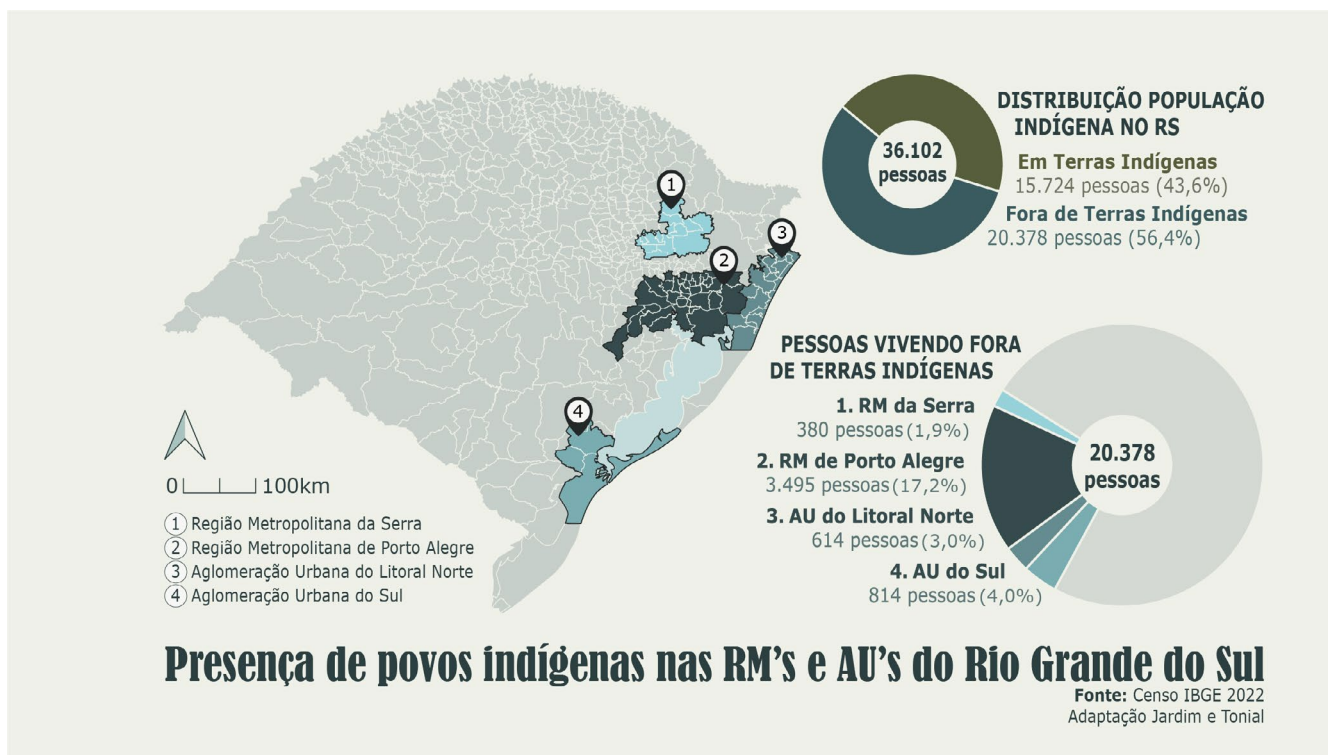 1
2
3
4
0 100km
1 Região Metropolitana da Serra
2 Região Metropolitana de Porto Alegre
3 Aglomeração Urbana do Litoral Norte
4 Aglomeração Urbana do Sul
36.102
pessoas
DISTRIBUIÇÃO POPULAÇÃO
INDÍGENA NO RS
Em Terras Indígenas
15.724 pessoas (43,6%)
Fora de Terras Indígenas
20.378 pessoas (56,4%)
PESSOAS VIVENDO FORA
DE TERRAS INDÍGENAS
1. RM da Serra
380 pessoas (1,9%)
2. RM de Porto Alegre
3.495 pessoas (17,2%)
3. AU do Litoral Norte
614 pessoas (3,0%)
4. AU do Sul
814 pessoas (4,0%)
20.378
pessoas
Presença de povos indígenas nas RM's e AU's do Rio Grande do Sul
Fonte: Censo IBGE 2022
Adaptação Jardim e Tonial